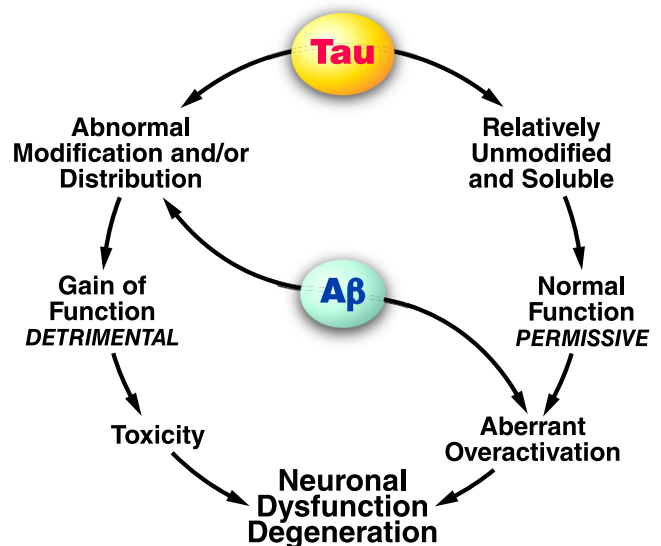 Tau
Abnormal
Modification and/or
Distribution
Relatively
Unmodified
and Soluble
Aβ
Gain of
Function
DETRIMENTAL
Normal
Function
PERMISSIVE
Toxicity
Aberrant
Overactivation
Neuronal
Dysfunction
Degeneration